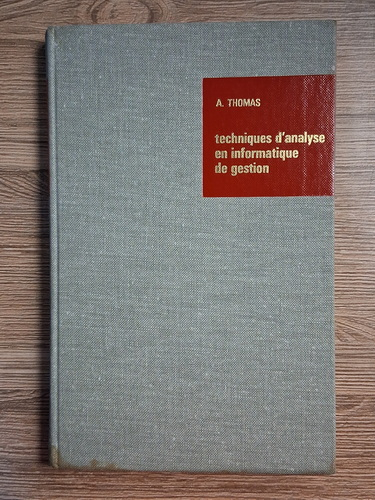 A. THOMAS
techniques d'analyse
en informatique
de gestion